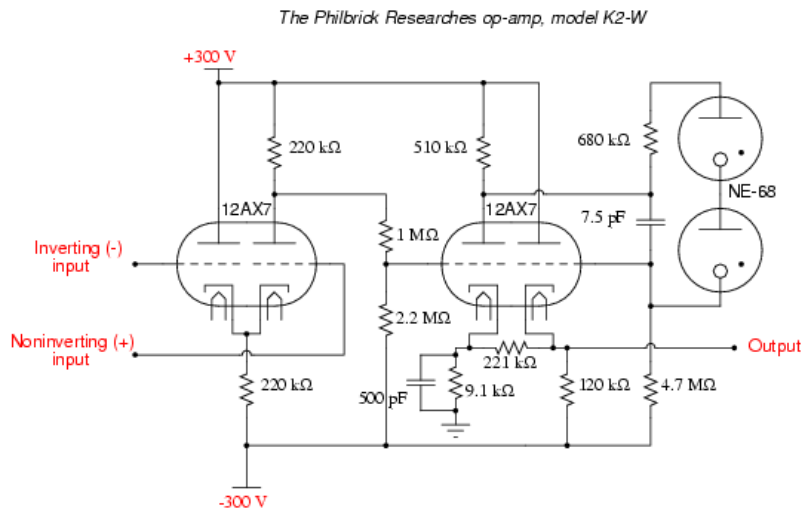 The Philbrick Researches op-amp, model K2-W
+300 V
220 kΩ
510 kΩ
680 kΩ
NE-68
12AX7
12AX7
7.5 pF
1 MΩ
Inverting (-)
input
2.2 MΩ
Noninverting (+)
input
Output
221 kΩ
220 kΩ
500 pF
9.1 kΩ
120 kΩ
4.7 MΩ
-300 V